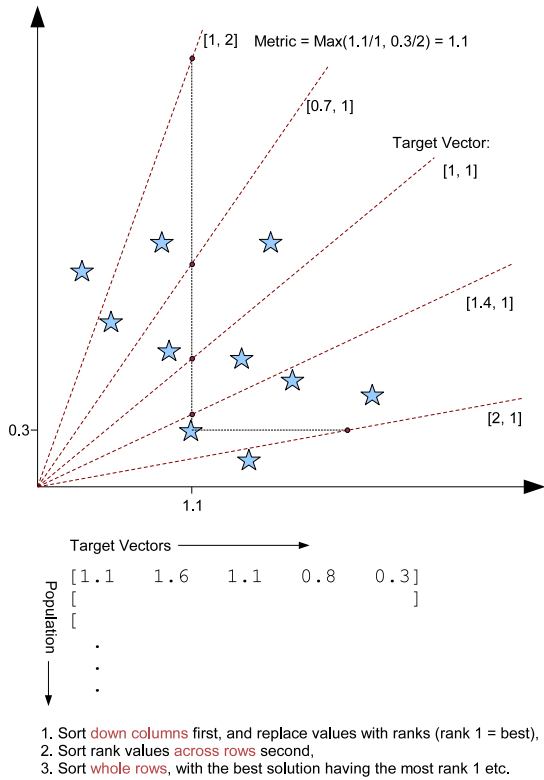 [1, 2]
Metric = Max(1.1/1, 0.3/2) = 1.1
[0.7, 1]
Target Vector:
[1, 1]
[1.4, 1]
[2, 1]
0.3
1.1
Target Vectors
[1.1 1.6 1.1 0.8 0.3]
[ ]
[
.
.
.
Population
1. Sort down columns first, and replace values with ranks (rank 1 = best),
2. Sort rank values across rows second,
3. Sort whole rows, with the best solution having the most rank 1 etc.